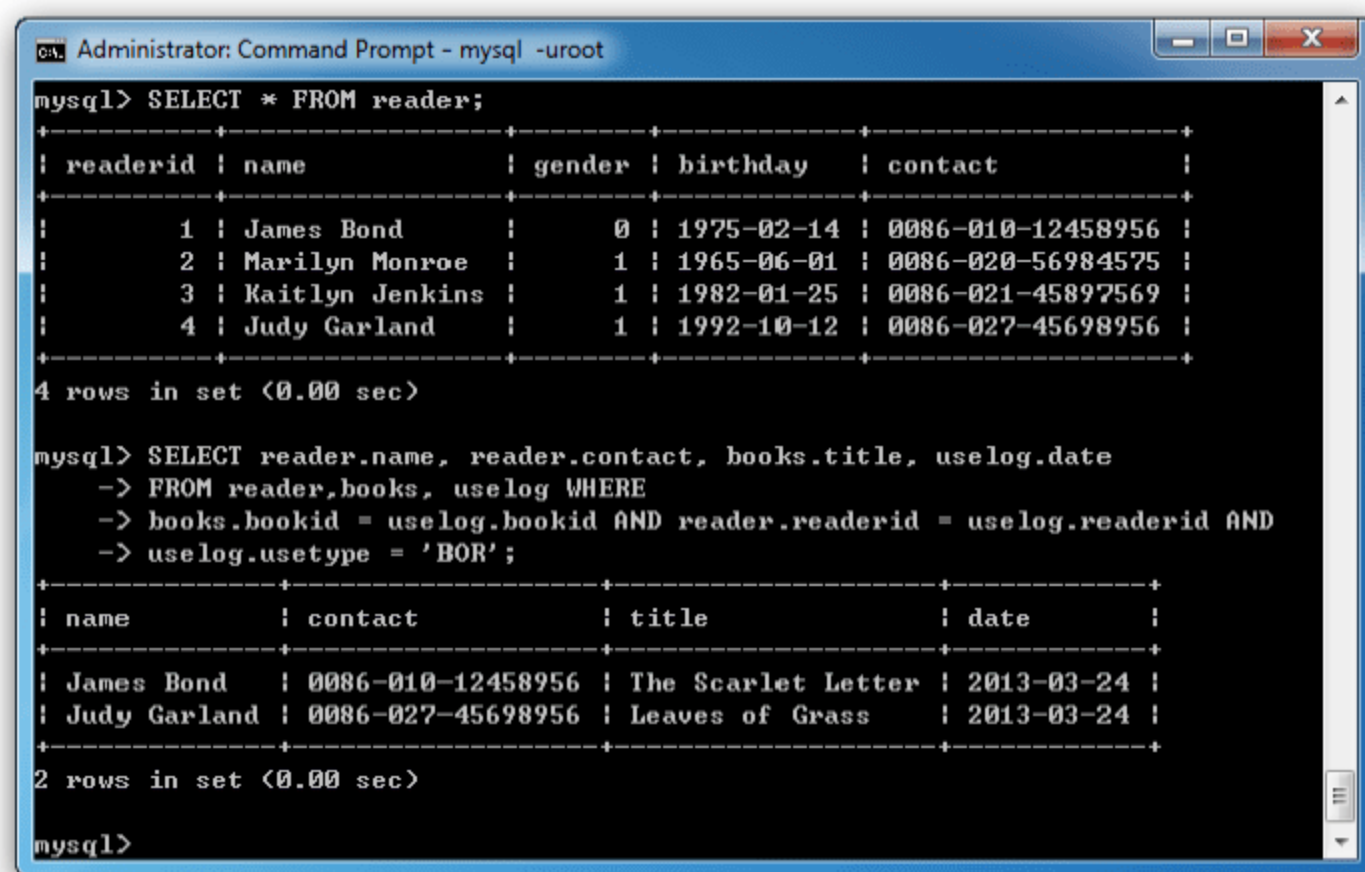 Administrator: Command Prompt - mysql  -uroot
mysql> SELECT * FROM reader;
+----------+-----------------+--------+------------+------------------+
| readerid | name            | gender | birthday   | contact          |
+----------+-----------------+--------+------------+------------------+
|        1 | James Bond      |      0 | 1975-02-14 | 0086-010-12458956 |
|        2 | Marilyn Monroe  |      1 | 1965-06-01 | 0086-020-56984575 |
|        3 | Kaitlyn Jenkins |      1 | 1982-01-25 | 0086-021-45897569 |
|        4 | Judy Garland    |      1 | 1992-10-12 | 0086-027-45698956 |
+----------+-----------------+--------+------------+------------------+
4 rows in set (0.00 sec)
mysql> SELECT reader.name, reader.contact, books.title, uselog.date
    -> FROM reader,books, uselog WHERE
    -> books.bookid = uselog.bookid AND reader.readerid = uselog.readerid AND
    -> uselog.usetype = 'BOR';
+--------------+-------------------+--------------------+------------+
| name         | contact           | title              | date       |
+--------------+-------------------+--------------------+------------+
| James Bond   | 0086-010-12458956 | The Scarlet Letter | 2013-03-24 |
| Judy Garland | 0086-027-45698956 | Leaves of Grass    | 2013-03-24 |
+--------------+-------------------+--------------------+------------+
2 rows in set (0.00 sec)
mysql>